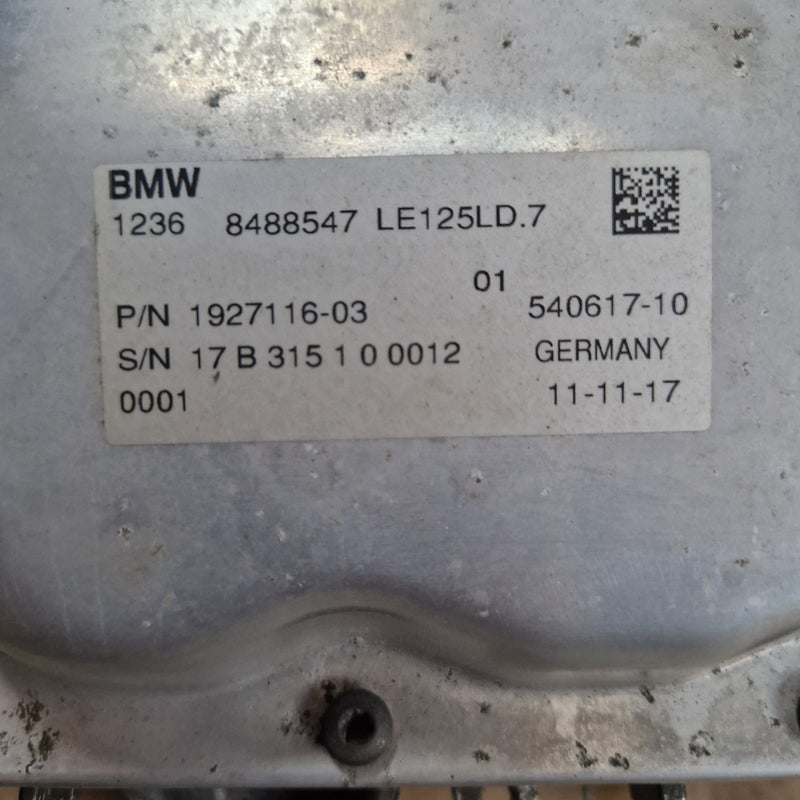 BMW
1236 8488547 LE125LD.7
01
P/N 1927116-03 540617-10
S/N 17 B 315 1 0 0012 GERMANY
0001 11-11-17